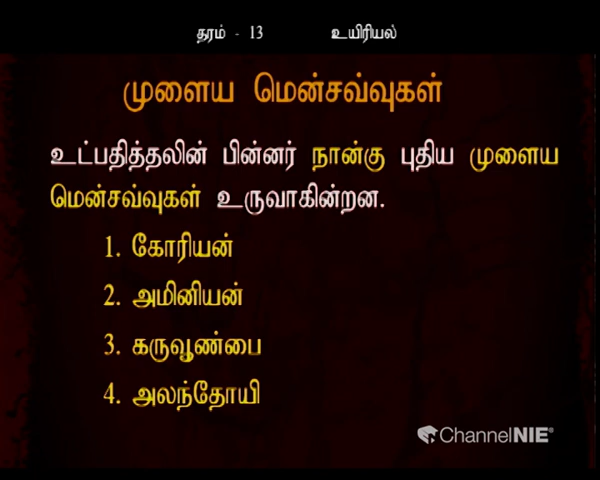 தரம் - 13 உயிரியல்
முளைய மென்சவ்வுகள்
உட்பதித்தலின் பின்னர் நான்கு புதிய முளைய
மென்சவ்வுகள் உருவாகின்றன.
1. கோரியன்
2. அமினியன்
3. கருவூண்பை
4. அலந்தோயி
ChannelNIE®